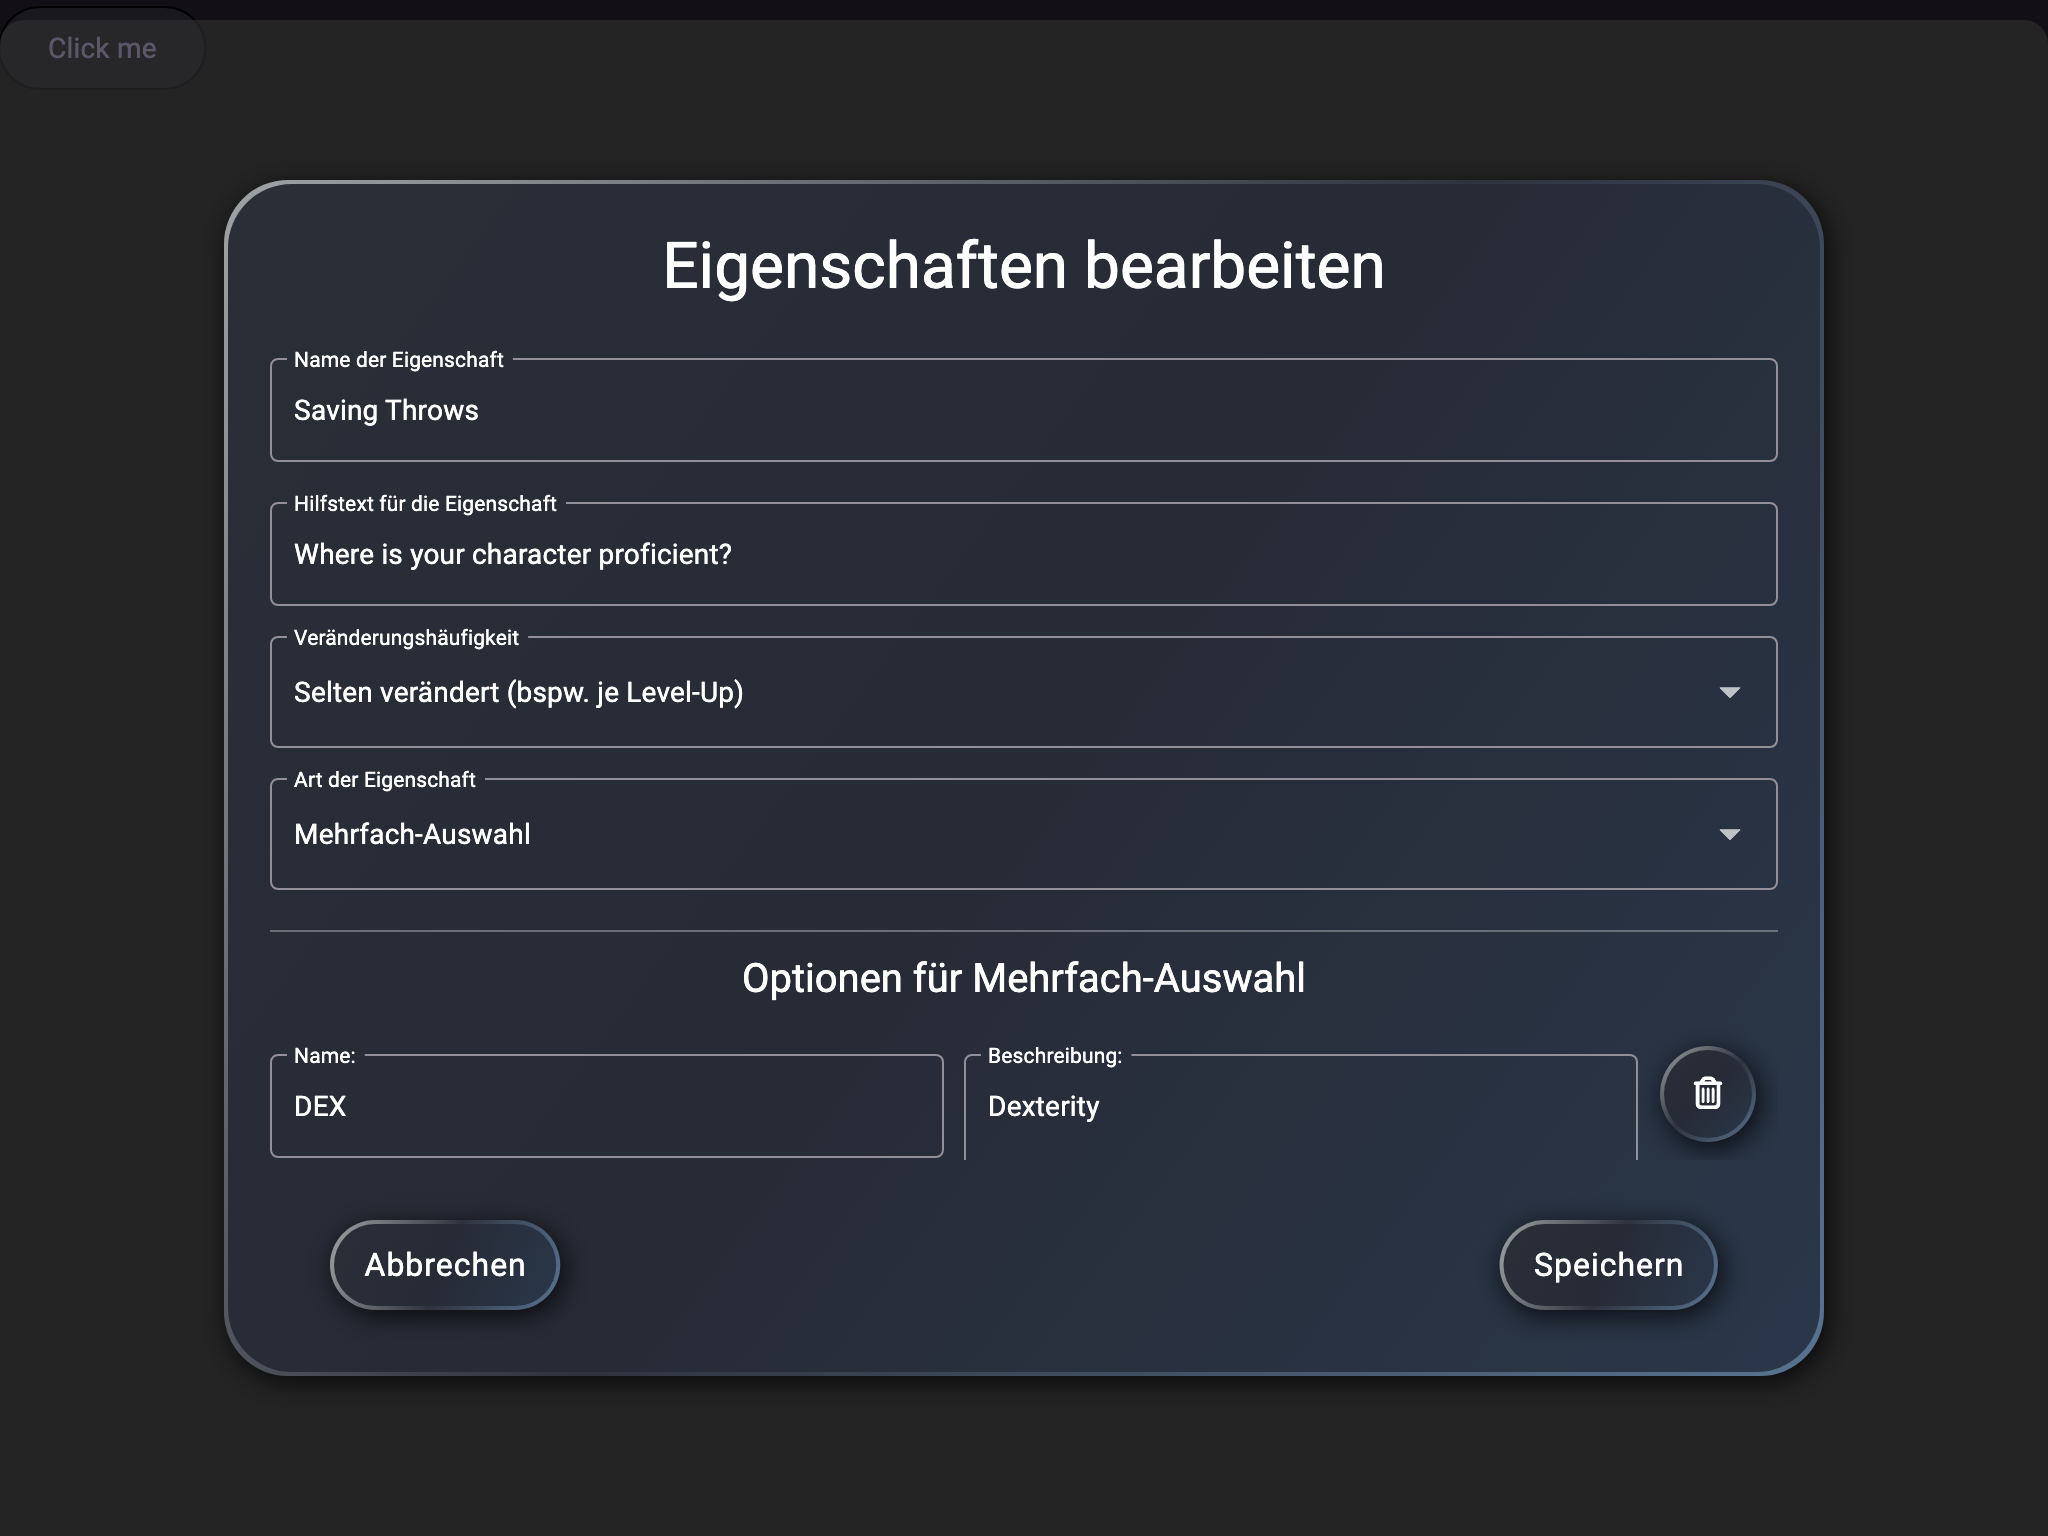 Click me
Eigenschaften bearbeiten
Name der Eigenschaft
Saving Throws
Hilfstext für die Eigenschaft
Where is your character proficient?
Veränderungshäufigkeit
Selten verändert (bspw. je Level-Up)
Art der Eigenschaft
Mehrfach-Auswahl
Optionen für Mehrfach-Auswahl
Name:
DEX
Beschreibung:
Dexterity
Abbrechen
Speichern